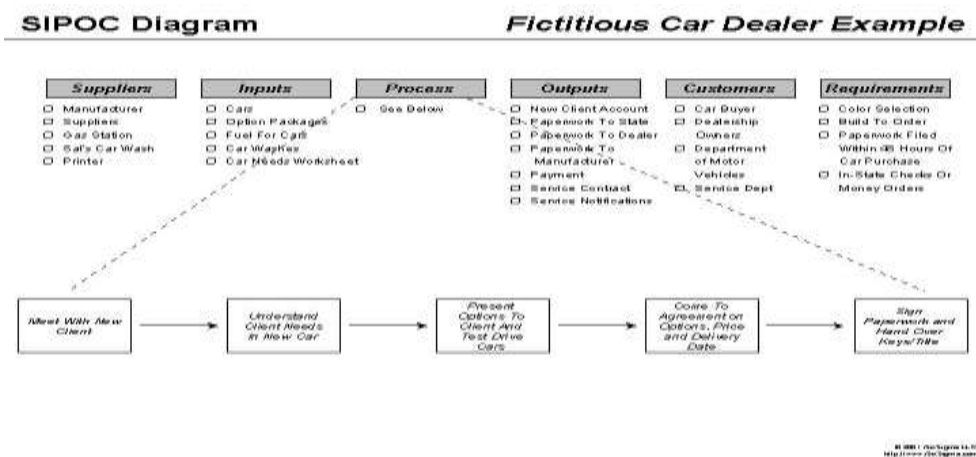 SIPOC Diagram
Fictitious Car Dealer Example
Suppliers
Manufacturer
Suppliers
Gas Station
Sal's Car Wash
Printer
Inputs
Cars
Option Packages
Fuel For Cars
Car Washes
Car Needs Worksheet
Process
See Below
Outputs
New Client Account
Paperwork To State
Paperwork To Dealer
Paperwork To
Manufacturer
Payment
Service Contract
Service Notifications
Customers
Car Buyer
Dealership
Owners
Department
of Motor
Vehicles
Service Dept
Requirements
Color Selection
Build To Order
Paperwork Filed
Within 48 Hours Of
Car Purchase
In-State Checks Or
Money Orders
Meet With New
Client
Understand
Client Needs
In New Car
Present
Options To
Client And
Test Drive
Cars
Come To
Agreement on
Options, Price
and Delivery
Date
Sign
Paperwork and
Hand Over
Keys/Title